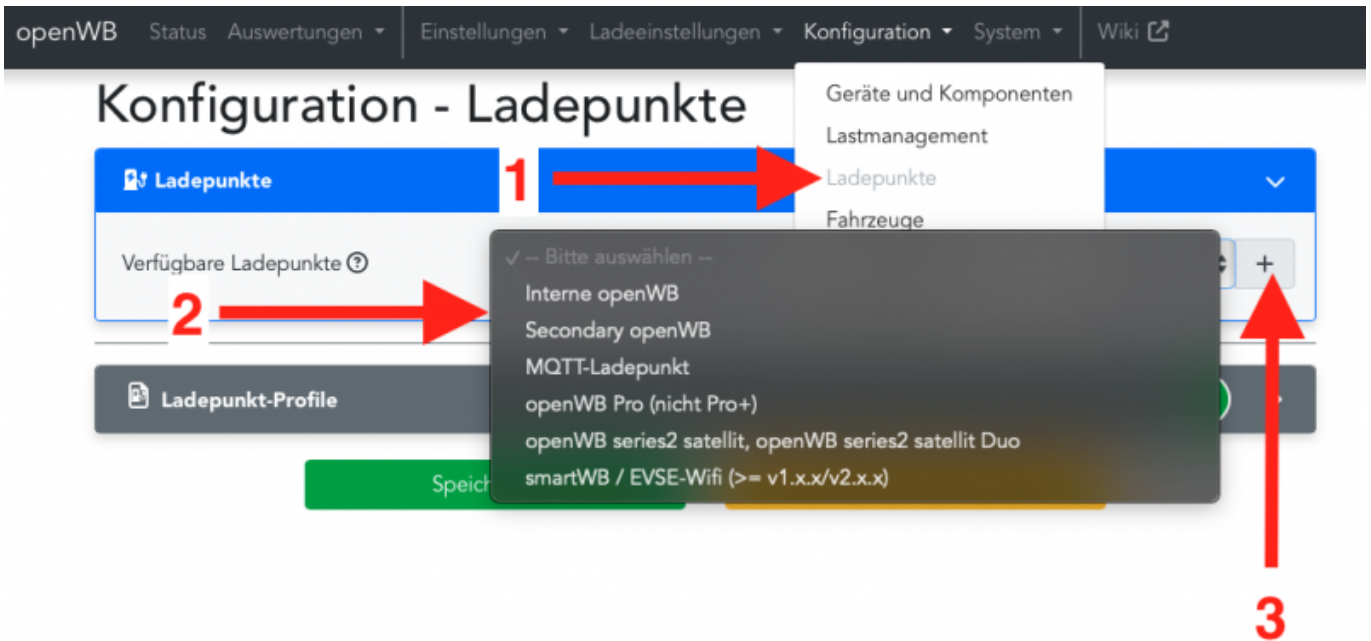 openWB Status Auswertungen Einstellungen Ladeeinstellungen Konfiguration System Wiki
Konfiguration - Ladepunkte
Geräte und Komponenten
Lastmanagement
Ladepunkte
Fahrzeuge
Ladepunkte
1
Verfügbare Ladepunkte
2
-- Bitte auswählen --
Interne openWB
Secondary openWB
MQTT-Ladepunkt
openWB Pro (nicht Pro+)
openWB series2 satellit, openWB series2 satellit Duo
smartWB / EVSE-Wifi (>= v1.x.x/v2.x.x)
+
Ladepunkt-Profile
Speich
3